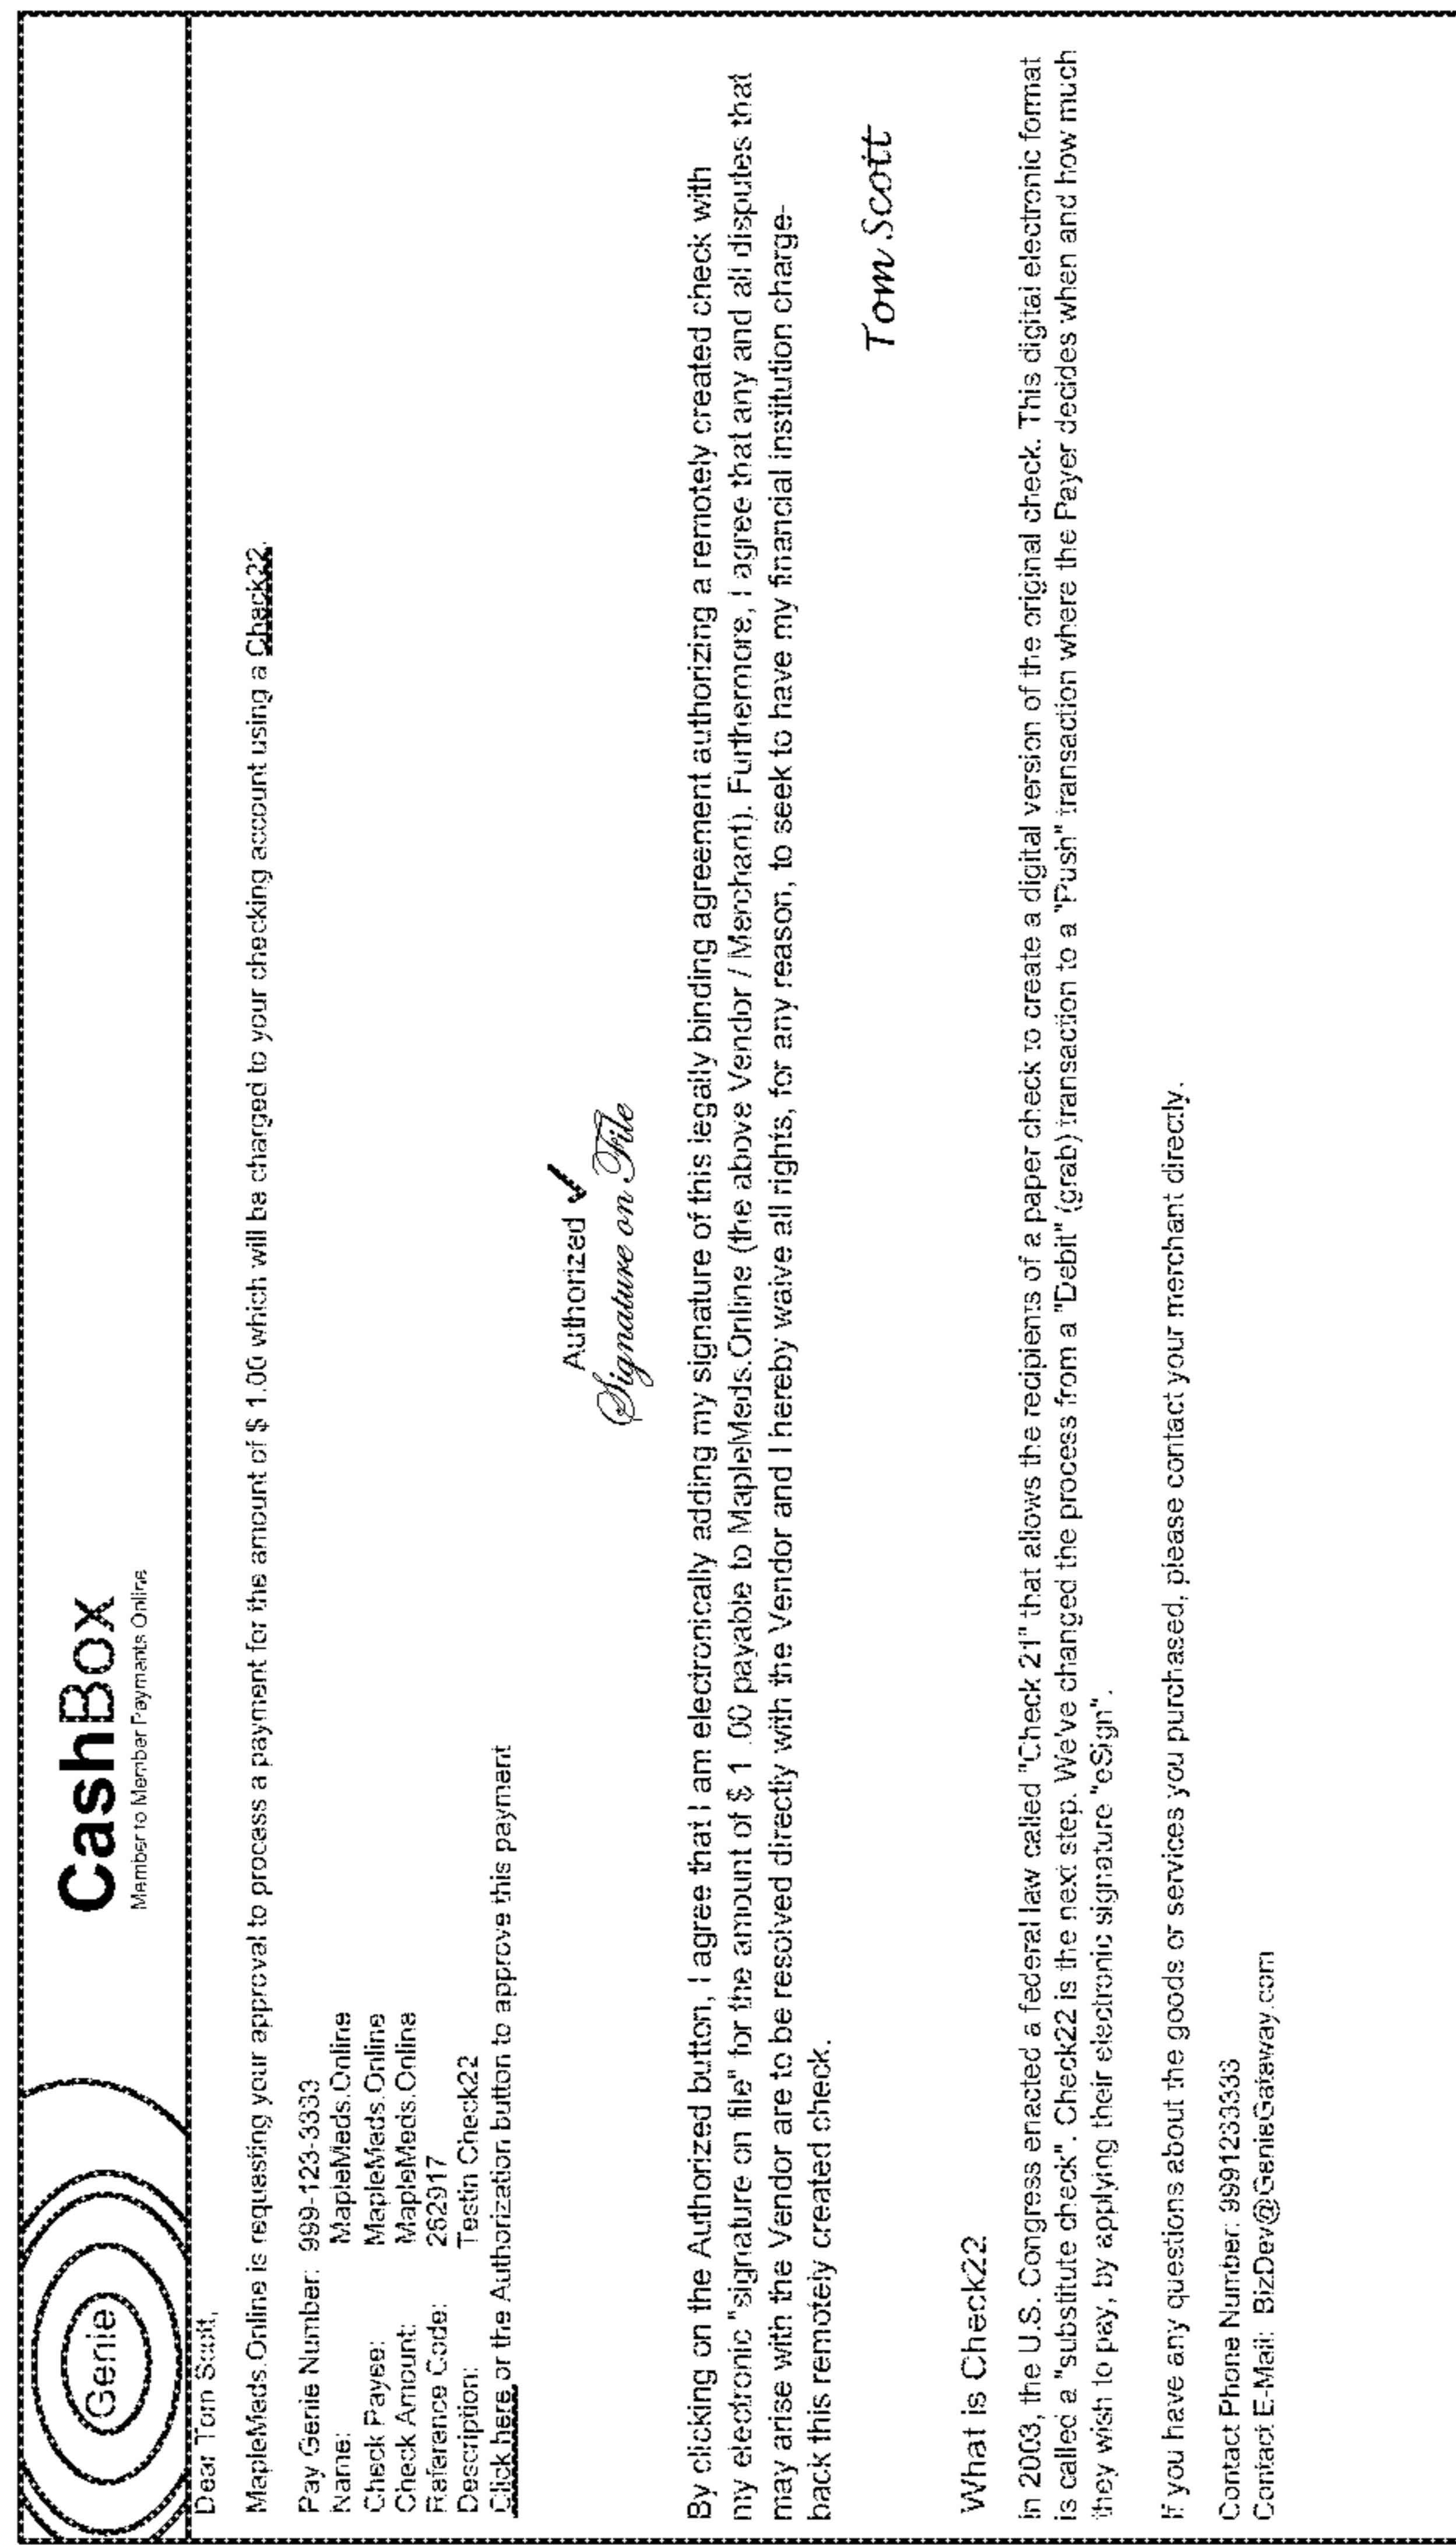 Genie
CashBox
Member to Member Payments Online
Dear Tom Scott,
MapleMeds.Online is requesting your approval to process a payment for the amount of $ 1.00 which will be charged to your checking account using a Check22.
Pay Genie Number: 999-123-3333
Name: MapleMeds.Online
Check Payee: MapleMeds.Online
Check Amount: MapleMeds.Online
Reference Code: 262917
Description: Testin Check22
Click here or the Authorization button to approve this payment
Authorized ✓
Signature on File
By clicking on the Authorized button, I agree that I am electronically adding my signature of this legally binding agreement authorizing a remotely created check with
my electronic "signature on file" for the amount of $ 1 .00 payable to MapleMeds.Online (the above Vendor / Merchant). Furthermore, I agree that any and all disputes that
may arise with the Vendor are to be resolved directly with the Vendor and I hereby waive all rights, for any reason, to seek to have my financial institution charge-
back this remotely created check.
Tom Scott
What is Check22
In 2003, the U.S. Congress enacted a federal law called "Check 21" that allows the recipients of a paper check to create a digital version of the original check. This digital electronic format
is called a "substitute check". Check22 is the next step. We've changed the process from a "Debit" (grab) transaction to a "Push" transaction where the Payer decides when and how much
they wish to pay, by applying their electronic signature "eSign".
If you have any questions about the goods or services you purchased, please contact your merchant directly.
Contact Phone Number: 9991233333
Contact E-Mail: BizDev@GenieGateway.com